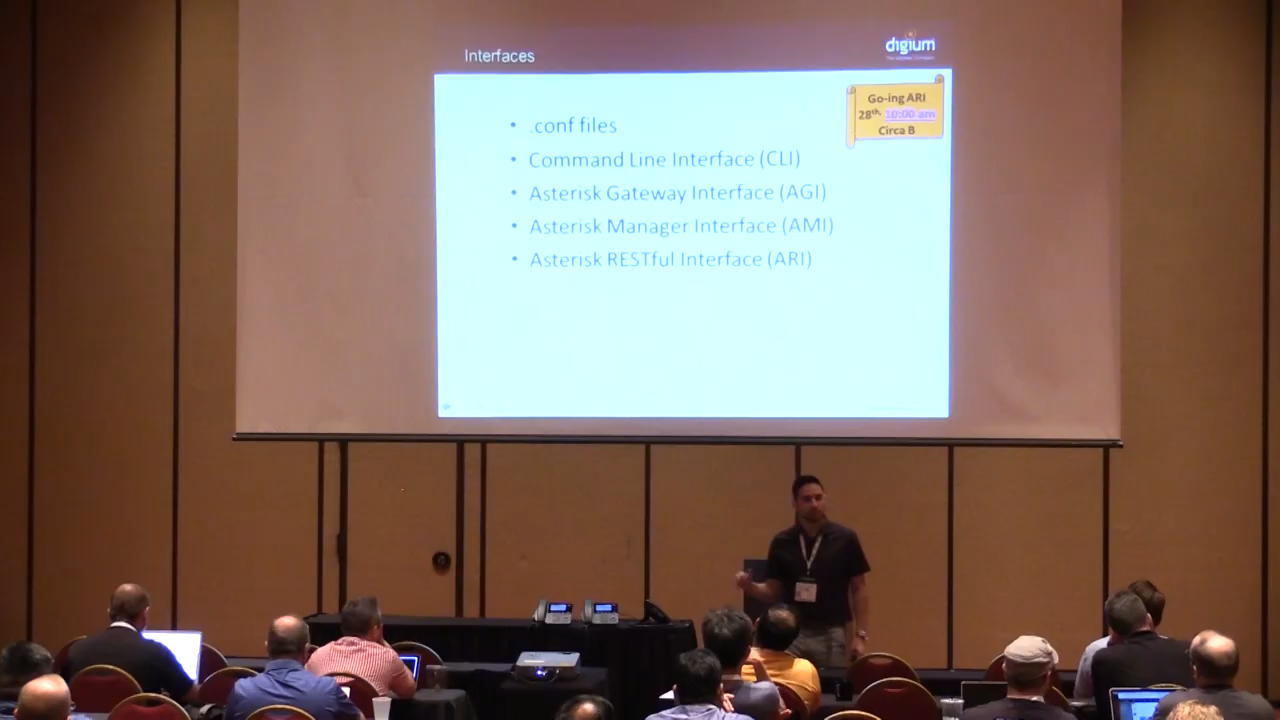 Interfaces
digium
Go-ing ARI
28th, 10:00 am
Circa B
• .conf files
• Command Line Interface (CLI)
• Asterisk Gateway Interface (AGI)
• Asterisk Manager Interface (AMI)
• Asterisk RESTful Interface (ARI)